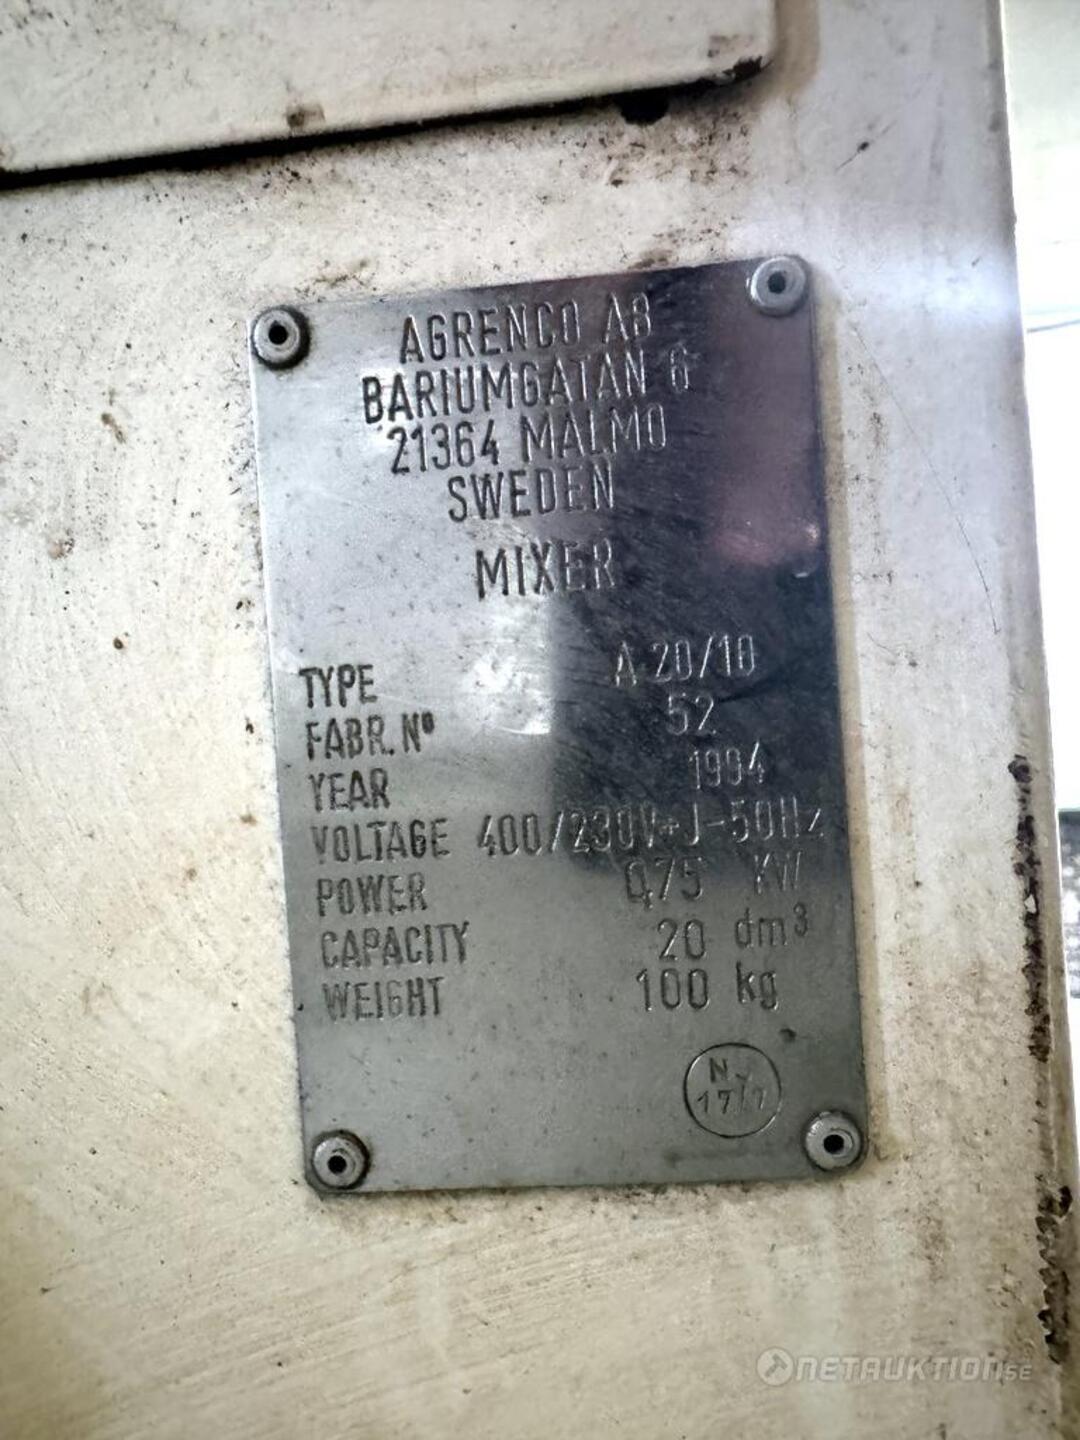 AGRENCO AB
BARIUMGATAN 6
21364 MALMO
SWEDEN
MIXER
TYPE A 20/10
FABR. Nº 52
YEAR 1994
VOLTAGE 400/230V+J-50Hz
POWER 0,75 KW
CAPACITY 20 dm³
WEIGHT 100 kg
NETAUKTION.SE